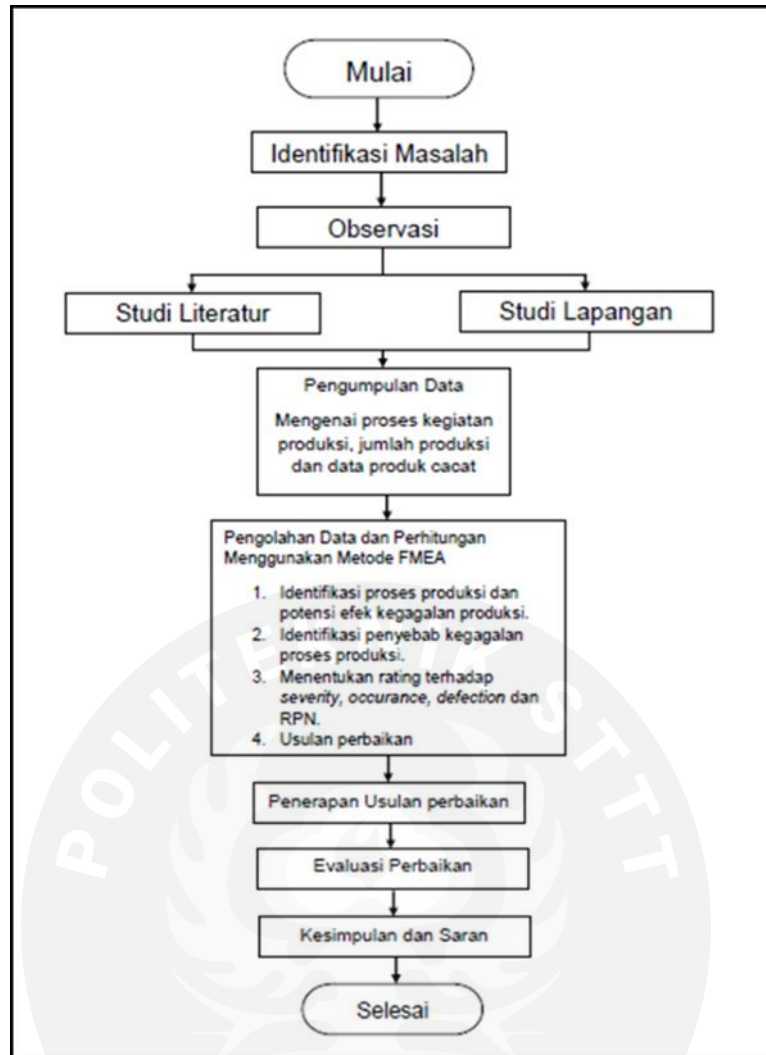 Mulai
Identifikasi Masalah
Observasi
Studi Literatur
Studi Lapangan
Pengumpulan Data
Mengenai proses kegiatan
produksi, jumlah produksi
dan data produk cacat
Pengolahan Data dan Perhitungan
Menggunakan Metode FMEA
1. Identifikasi proses produksi dan
potensi efek kegagalan produksi.
2. Identifikasi penyebab kegagalan
proses produksi.
3. Menentukan rating terhadap
severity, occurance, defection dan
RPN.
4. Usulan perbaikan
Penerapan Usulan perbaikan
Evaluasi Perbaikan
Kesimpulan dan Saran
Selesai
POLITEKNIK STTT